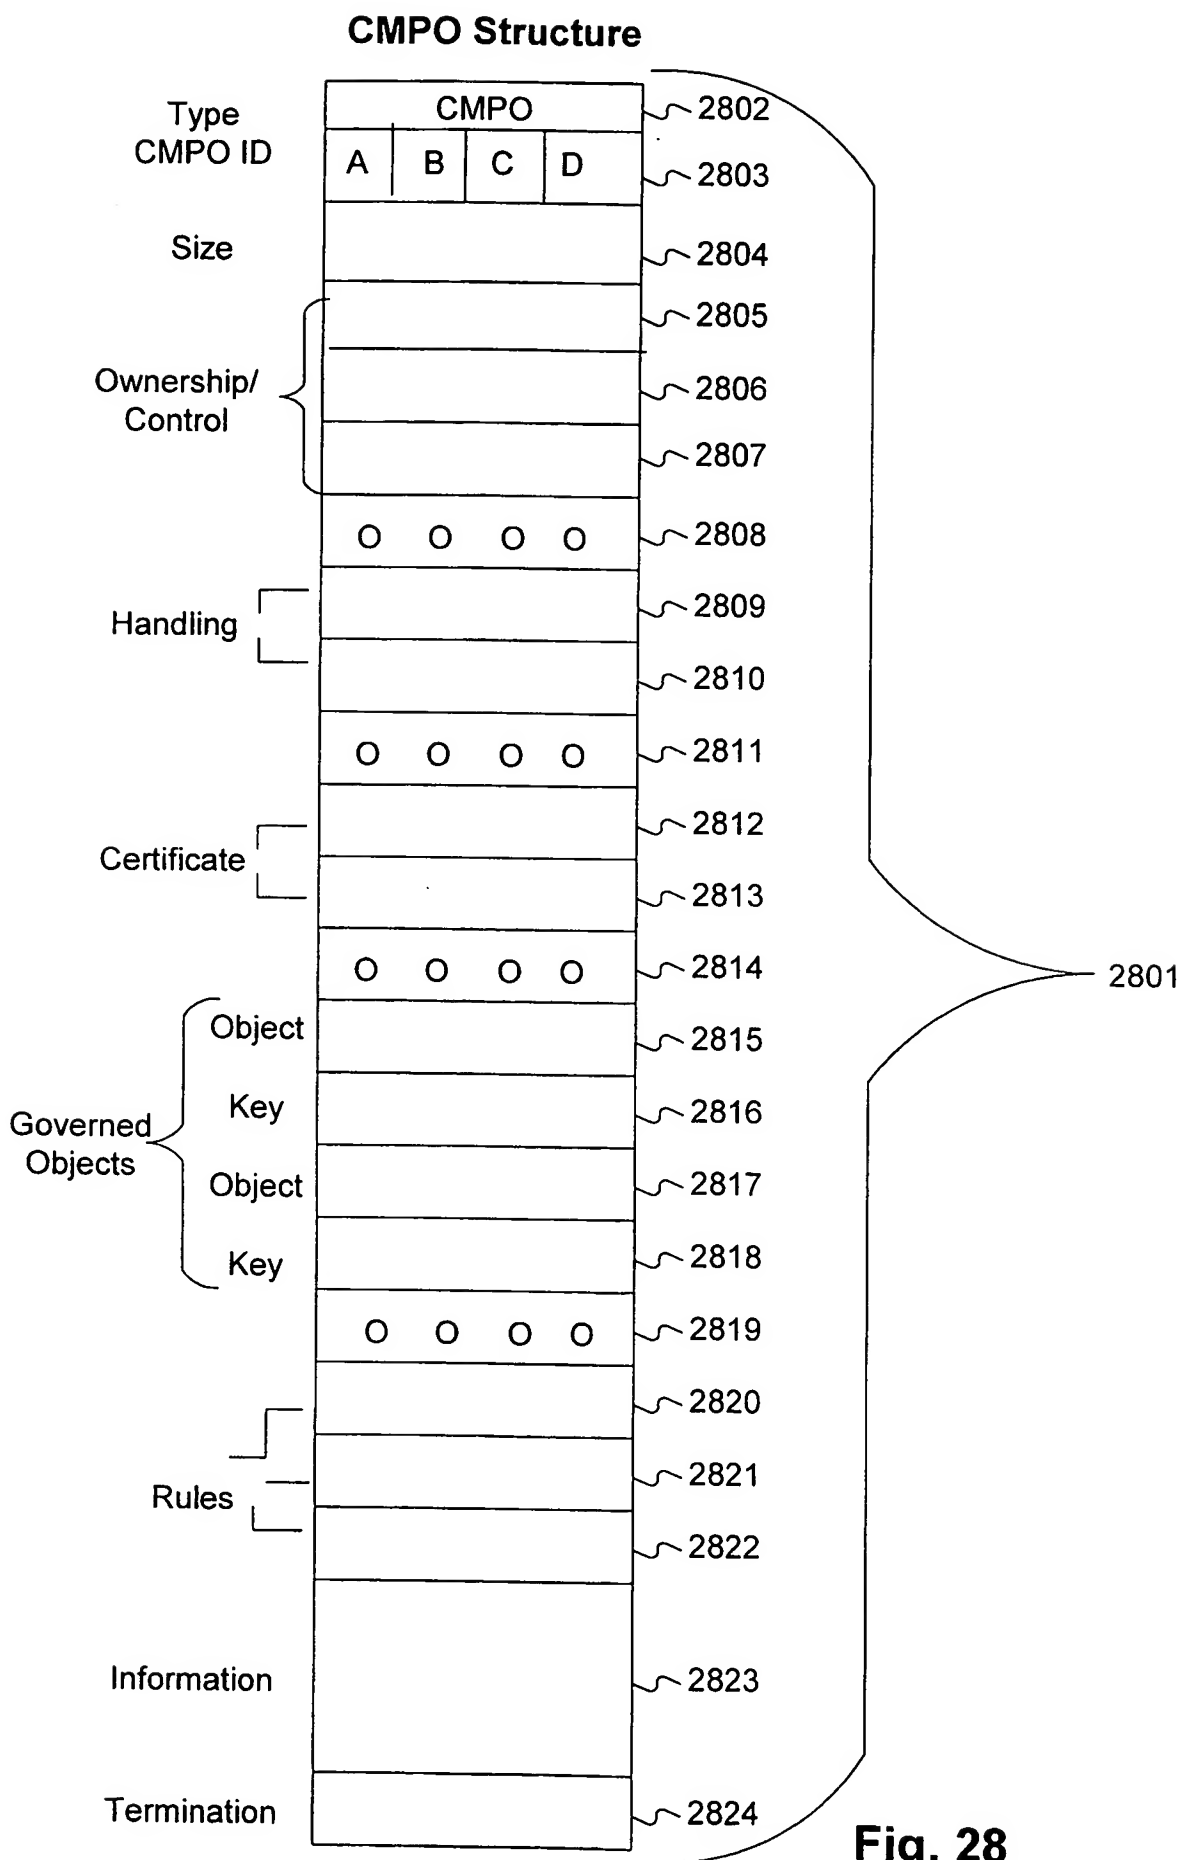 CMPO Structure
Type CMPO 2802
CMPO ID A B C D 2803
Size 2804
2805
Ownership/
Control
2806
2807
O O O O 2808
Handling 2809
2810
O O O O 2811
Certificate 2812
2813
O O O O 2814
2801
Governed
Objects
Object 2815
Key 2816
Object 2817
Key 2818
O O O O 2819
2820
Rules 2821
2822
Information 2823
Termination 2824
Fig. 28